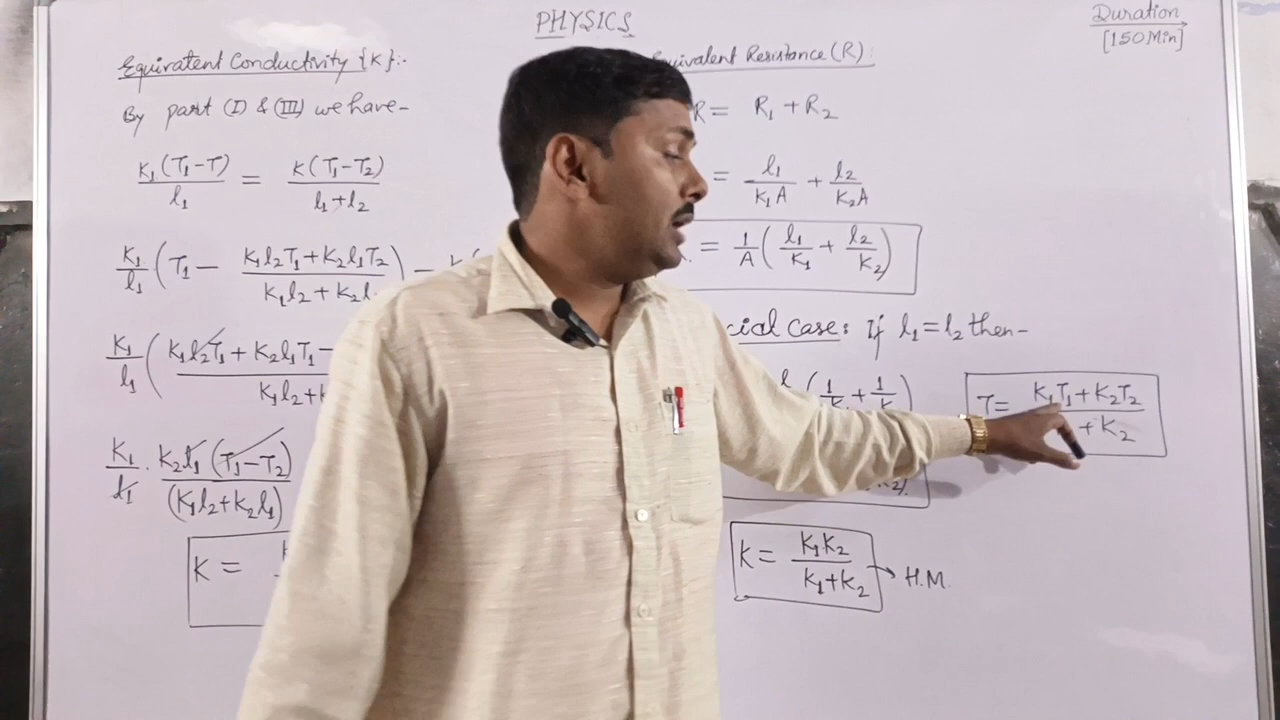 PHYSICS
Duration
[150 Min]
Equivatent Conductivity {K}:-
By part (I) & (III) we have-
K₁(T₁-T)/l₁ = K(T₁-T₂)/l₁+l₂
K₁/l₁ (T₁ - K₁l₂T₁+K₂l₁T₂/K₁l₂+K₂l
K₁/l₁ (K₁l₂T₁+K₂l₁T₁-/K₁l₂+k
K₁/l₁ . K₂l₁(T₁-T₂)/(K₁l₂+K₂l₁)
K =
Resistance (R):
R = R₁+R₂
= l₁/K₁A + l₂/K₂A
= 1/A (l₁/K₁ + l₂/K₂)
CASE: If l₁=l₂ then-
T = K₁T₁+K₂T₂/+K₂
K = K₁K₂/K₁+K₂ → H.M.